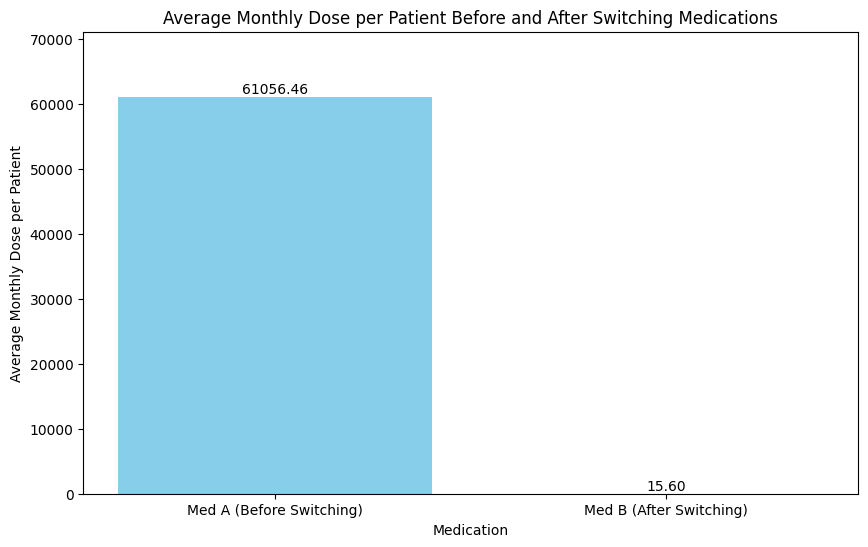 Average Monthly Dose per Patient Before and After Switching Medications
Average Monthly Dose per Patient
70000
60000
50000
40000
30000
20000
10000
0
61056.46
15.60
Med A (Before Switching)
Med B (After Switching)
Medication